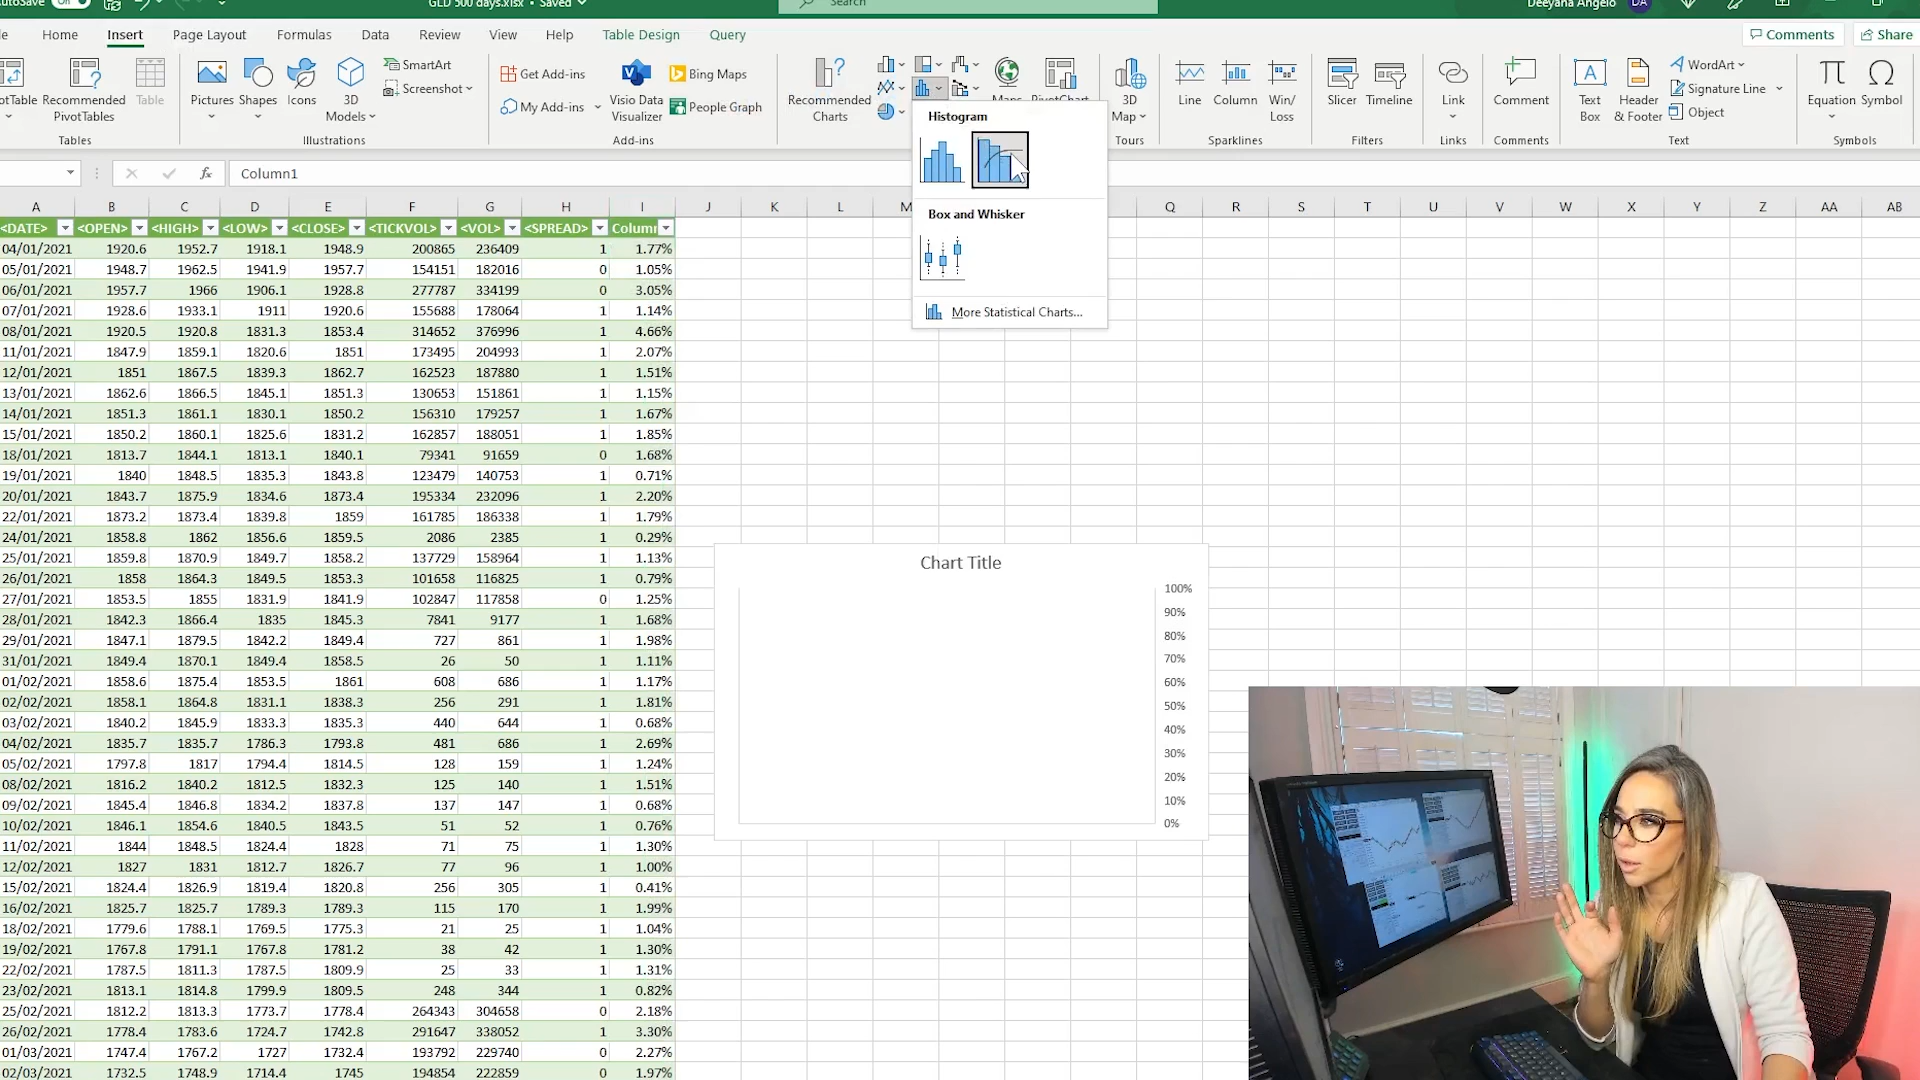 AutoSave On GLD 500 days.xlsx • Saved Search Deeyana Angelo DA
Home Insert Page Layout Formulas Data Review View Help Table Design Query Comments Share
Recommended PivotTables
Table
Tables
Pictures
Shapes
Icons
3D Models
SmartArt
Screenshot
Illustrations
Get Add-ins
My Add-ins
Visio Data Visualizer
Bing Maps
People Graph
Add-ins
Recommended Charts
Maps
PivotChart
3D Map
Tours
Line
Column
Win/Loss
Sparklines
Slicer
Timeline
Filters
Link
Links
Comment
Comments
Text Box
Header & Footer
WordArt
Signature Line
Object
Text
Equation
Symbol
Symbols
Histogram
Box and Whisker
More Statistical Charts...
fx Column1
A B C D E F G H I J K L M Q R S T U V W X Y Z AA AB
<DATE> <OPEN> <HIGH> <LOW> <CLOSE> <TICKVOL> <VOL> <SPREAD> Column
04/01/2021 1920.6 1952.7 1918.1 1948.9 200865 236409 1 1.77%
05/01/2021 1948.7 1962.5 1941.9 1957.7 154151 182016 0 1.05%
06/01/2021 1957.7 1966 1906.1 1928.8 277787 334199 0 3.05%
07/01/2021 1928.6 1933.1 1911 1920.6 155688 178064 1 1.14%
08/01/2021 1920.5 1920.8 1831.3 1853.4 314652 376996 1 4.66%
11/01/2021 1847.9 1859.1 1820.6 1851 173495 204993 1 2.07%
12/01/2021 1851 1867.5 1839.3 1862.7 162523 187880 1 1.51%
13/01/2021 1862.6 1866.5 1845.1 1851.3 130653 151861 1 1.15%
14/01/2021 1851.3 1861.1 1830.1 1850.2 156310 179257 1 1.67%
15/01/2021 1850.2 1860.1 1825.6 1831.2 162857 188051 1 1.85%
18/01/2021 1813.7 1844.1 1813.1 1840.1 79341 91659 0 1.68%
19/01/2021 1840 1848.5 1835.3 1843.8 123479 140753 1 0.71%
20/01/2021 1843.7 1875.9 1834.6 1873.4 195334 232096 1 2.20%
22/01/2021 1873.2 1873.4 1839.8 1859 161785 186338 1 1.79%
24/01/2021 1858.8 1862 1856.6 1859.5 2086 2385 1 0.29%
25/01/2021 1859.8 1870.9 1849.7 1858.2 137729 158964 1 1.13%
26/01/2021 1858 1864.3 1849.5 1853.3 101658 116825 1 0.79%
27/01/2021 1853.5 1855 1831.9 1841.9 102847 117858 0 1.25%
28/01/2021 1842.3 1866.4 1835 1845.3 7841 9177 1 1.68%
29/01/2021 1847.1 1879.5 1842.2 1849.4 727 861 1 1.98%
31/01/2021 1849.4 1870.1 1849.4 1858.5 26 50 1 1.11%
01/02/2021 1858.6 1875.4 1853.5 1861 608 686 1 1.17%
02/02/2021 1858.1 1864.8 1831.1 1838.3 256 291 1 1.81%
03/02/2021 1840.2 1845.9 1833.3 1835.3 440 644 1 0.68%
04/02/2021 1835.7 1835.7 1786.3 1793.8 481 686 1 2.69%
05/02/2021 1797.8 1817 1794.4 1814.5 128 159 1 1.24%
08/02/2021 1816.2 1840.2 1812.5 1832.3 125 140 1 1.51%
09/02/2021 1845.4 1846.8 1834.2 1837.8 137 147 1 0.68%
10/02/2021 1846.1 1854.6 1840.5 1843.5 51 52 1 0.76%
11/02/2021 1844 1848.5 1824.4 1828 71 75 1 1.30%
12/02/2021 1827 1831 1812.7 1826.7 77 96 1 1.00%
15/02/2021 1824.4 1826.9 1819.4 1820.8 256 305 1 0.41%
16/02/2021 1825.7 1825.7 1789.3 1789.3 115 170 1 1.99%
18/02/2021 1779.6 1788.1 1769.5 1775.3 21 25 1 1.04%
19/02/2021 1767.8 1791.1 1767.8 1781.2 38 42 1 1.30%
22/02/2021 1787.5 1811.3 1787.5 1809.9 25 33 1 1.31%
23/02/2021 1813.1 1814.8 1799.9 1809.5 248 344 1 0.82%
25/02/2021 1812.2 1813.3 1773.7 1778.4 264343 304658 0 2.18%
26/02/2021 1778.4 1783.6 1724.7 1742.8 291647 338052 1 3.30%
01/03/2021 1747.4 1767.2 1727 1732.4 193792 229740 0 2.27%
02/03/2021 1732.5 1748.9 1714.4 1745 194854 222859 0 1.97%
Chart Title
100%
90%
80%
70%
60%
50%
40%
30%
20%
10%
0%